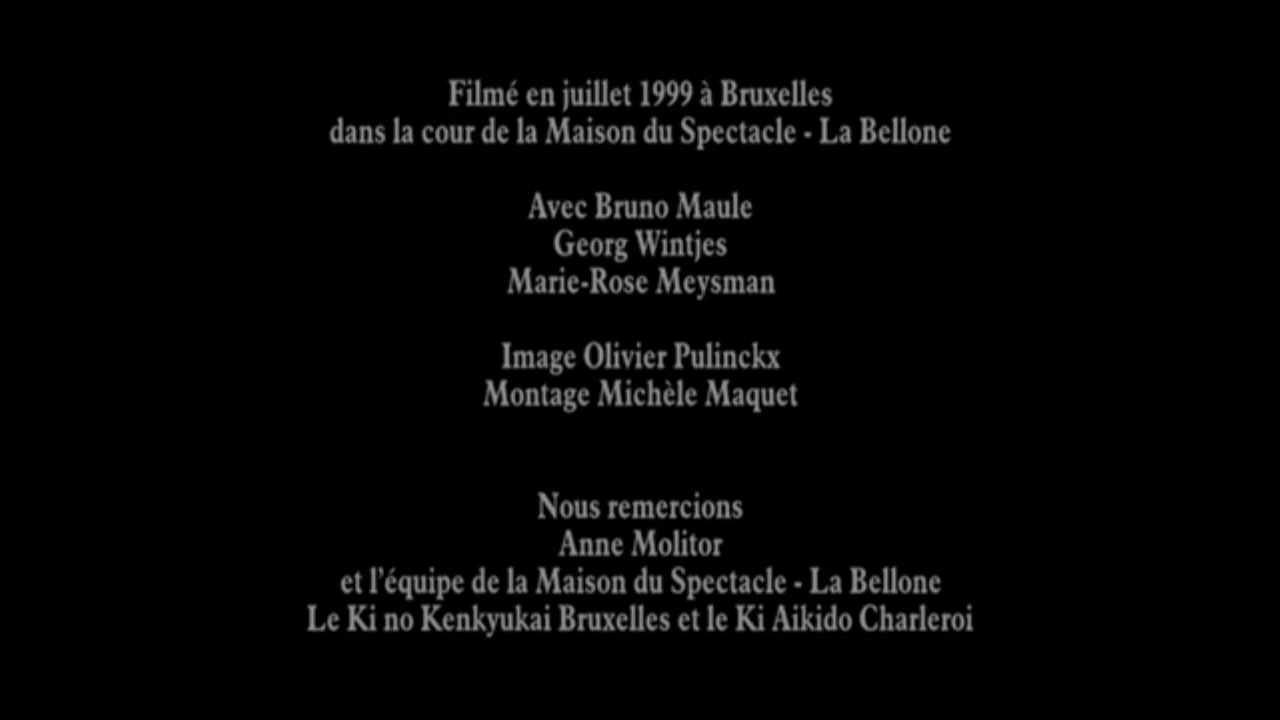 Filmé en juillet 1999 à Bruxelles
dans la cour de la Maison du Spectacle - La Bellone
Avec Bruno Maule
Georg Wintjes
Marie-Rose Meysman
Image Olivier Pulinckx
Montage Michèle Maquet
Nous remercions
Anne Molitor
et l'équipe de la Maison du Spectacle - La Bellone
Le Ki no Kenkyukai Bruxelles et le Ki Aikido Charleroi